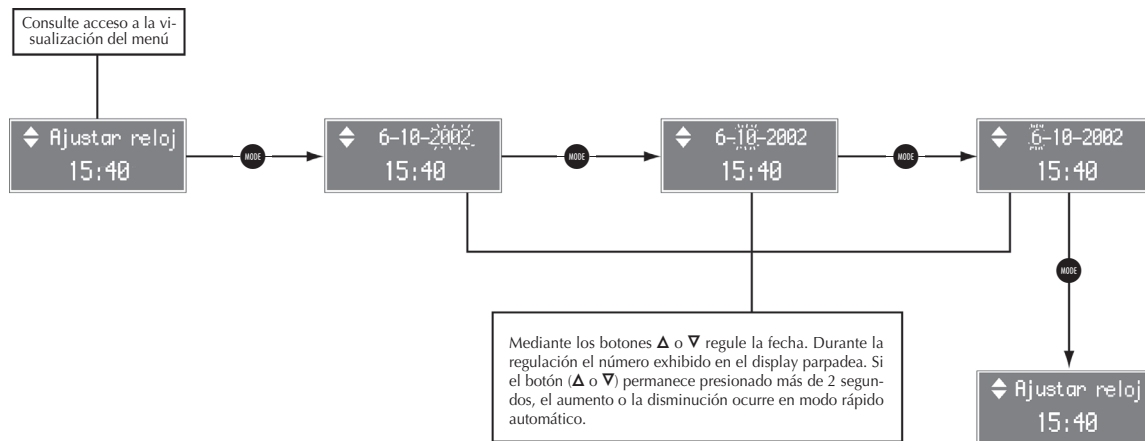 Consulte acceso a la vi-
sualización del menú
Ajustar reloj
15:40
MODE
6-10-2002
15:40
MODE
6-10-2002
15:40
MODE
6-10-2002
15:40
MODE
Mediante los botones Δ o ∇ regule la fecha. Durante la
regulación el número exhibido en el display parpadea. Si
el botón (Δ o ∇) permanece presionado más de 2 segun-
dos, el aumento o la disminución ocurre en modo rápido
automático.
Ajustar reloj
15:40